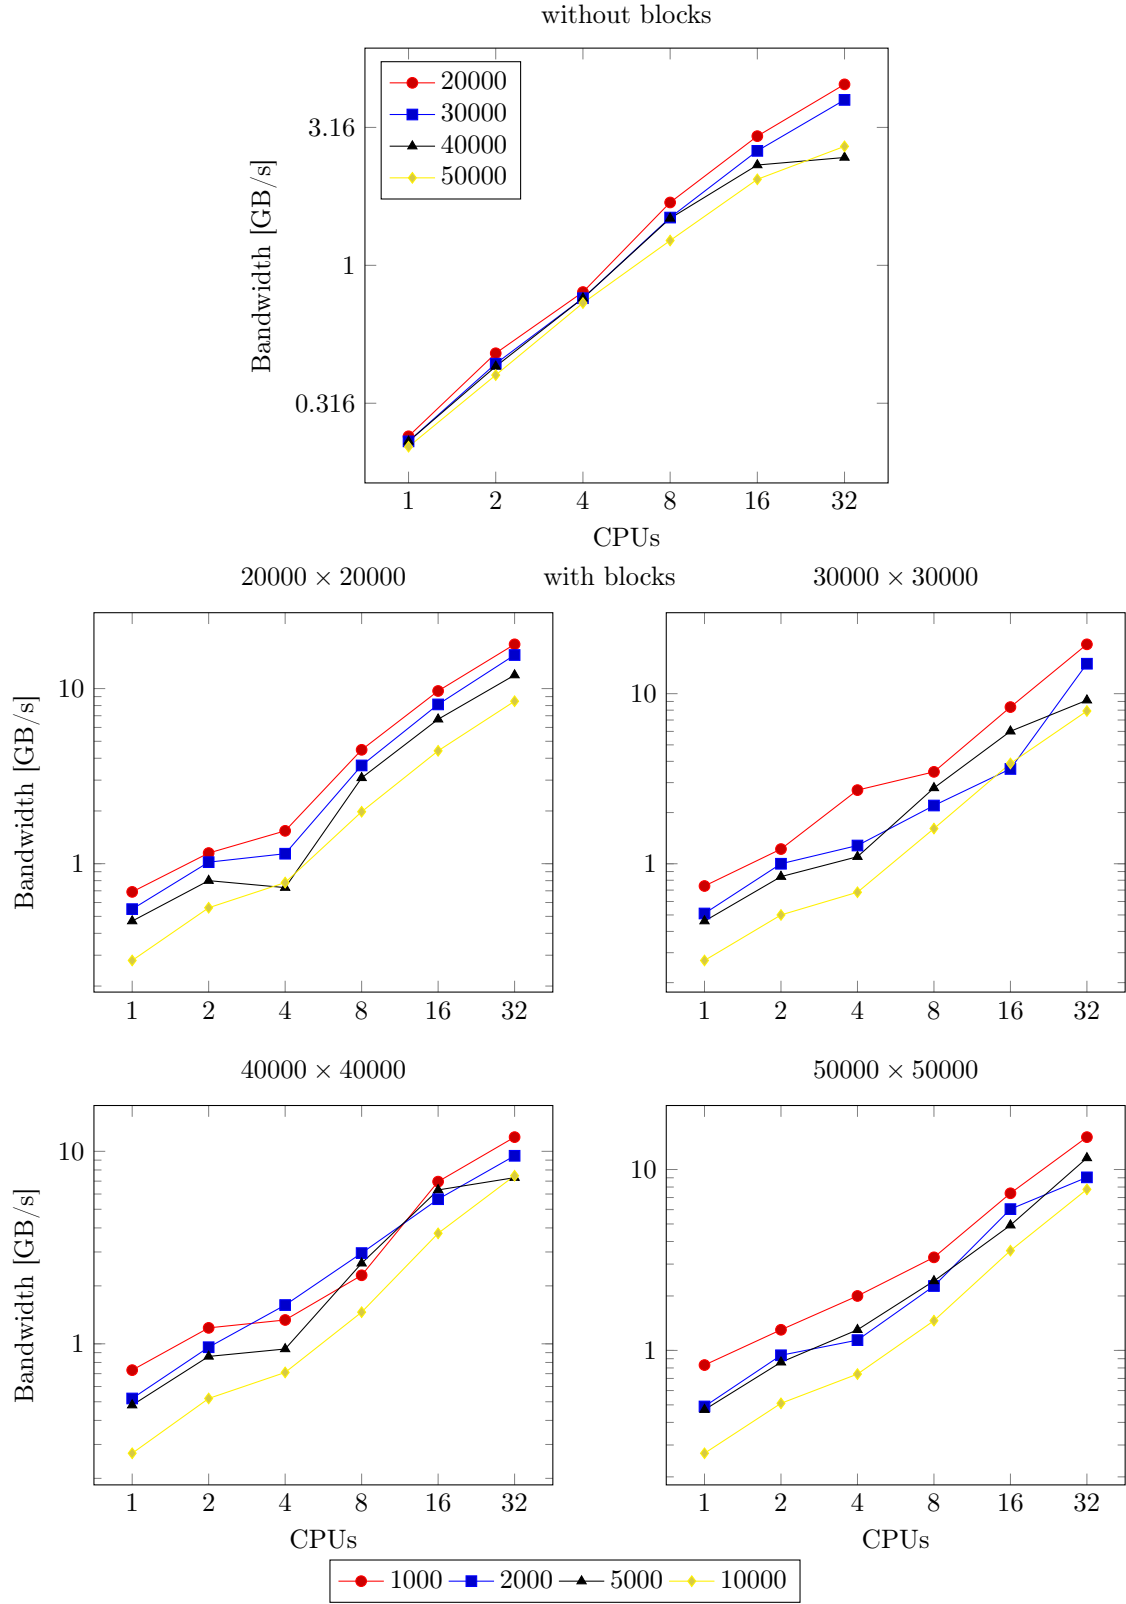 without blocks
20000
30000
40000
50000
3.16
1
0.316
Bandwidth [GB/s]
1 2 4 8 16 32
CPUs
with blocks
20000 × 20000
10
1
Bandwidth [GB/s]
1 2 4 8 16 32
30000 × 30000
10
1
1 2 4 8 16 32
40000 × 40000
10
1
Bandwidth [GB/s]
1 2 4 8 16 32
CPUs
50000 × 50000
10
1
1 2 4 8 16 32
CPUs
1000 2000 5000 10000